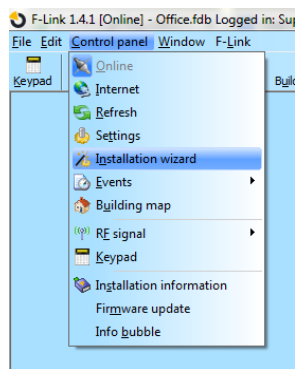 F-Link 1.4.1 [Online] - Office.fdb Logged in: Sup
File Edit Control panel Window F-Link
Keypad
Online
Internet
Refresh
Settings
Installation wizard
Events
Building map
RF signal
Keypad
Installation information
Firmware update
Info bubble